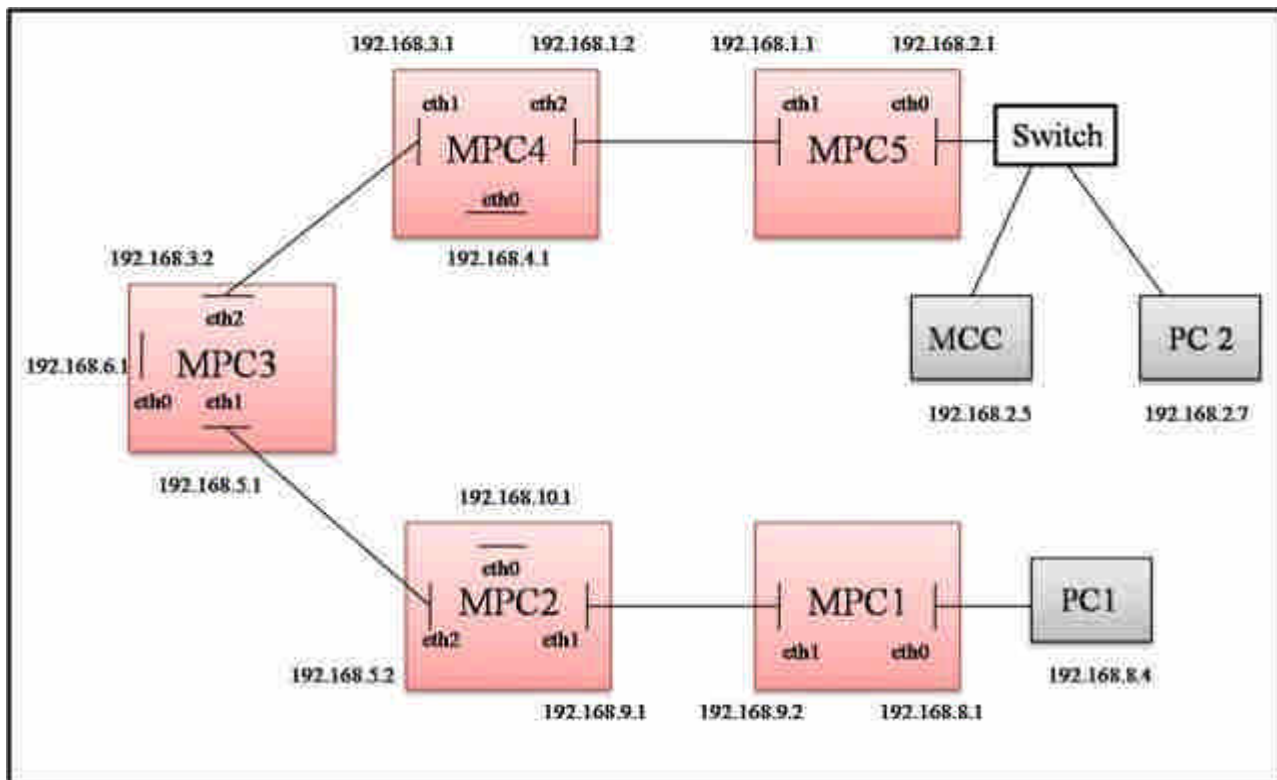 192.168.3.1 192.168.1.2 192.168.1.1 192.168.2.1
eth1 eth2 eth1 eth0
MPC4 MPC5 Switch
eth0
192.168.3.2 192.168.4.1
eth2
MPC3 MCC PC 2
192.168.6.1
eth0 eth1
192.168.2.5 192.168.2.7
192.168.5.1
192.168.10.1
eth0
MPC2 MPC1 PC1
eth2 eth1 eth1 eth0
192.168.5.2 192.168.8.4
192.168.9.1 192.168.9.2 192.168.8.1